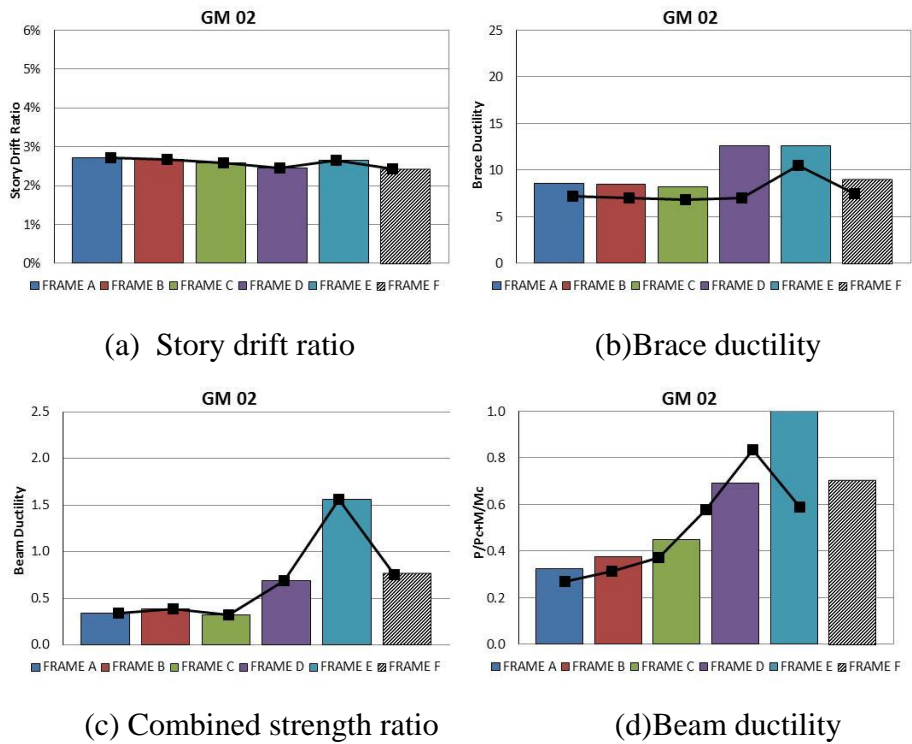 GM 02
6%
5%
4%
3%
2%
1%
0%
Story Drift Ratio
FRAME A FRAME B FRAME C FRAME D FRAME E FRAME F
(a) Story drift ratio
GM 02
25
20
15
10
5
0
Brace Ductility
FRAME A FRAME B FRAME C FRAME D FRAME E FRAME F
(b)Brace ductility
GM 02
2.5
2.0
1.5
1.0
0.5
0.0
Beam Ductility
FRAME A FRAME B FRAME C FRAME D FRAME E FRAME F
(c) Combined strength ratio
GM 02
1.0
0.8
0.6
0.4
0.2
0.0
P/Pc+M/Mc
FRAME A FRAME B FRAME C FRAME D FRAME E FRAME F
(d)Beam ductility